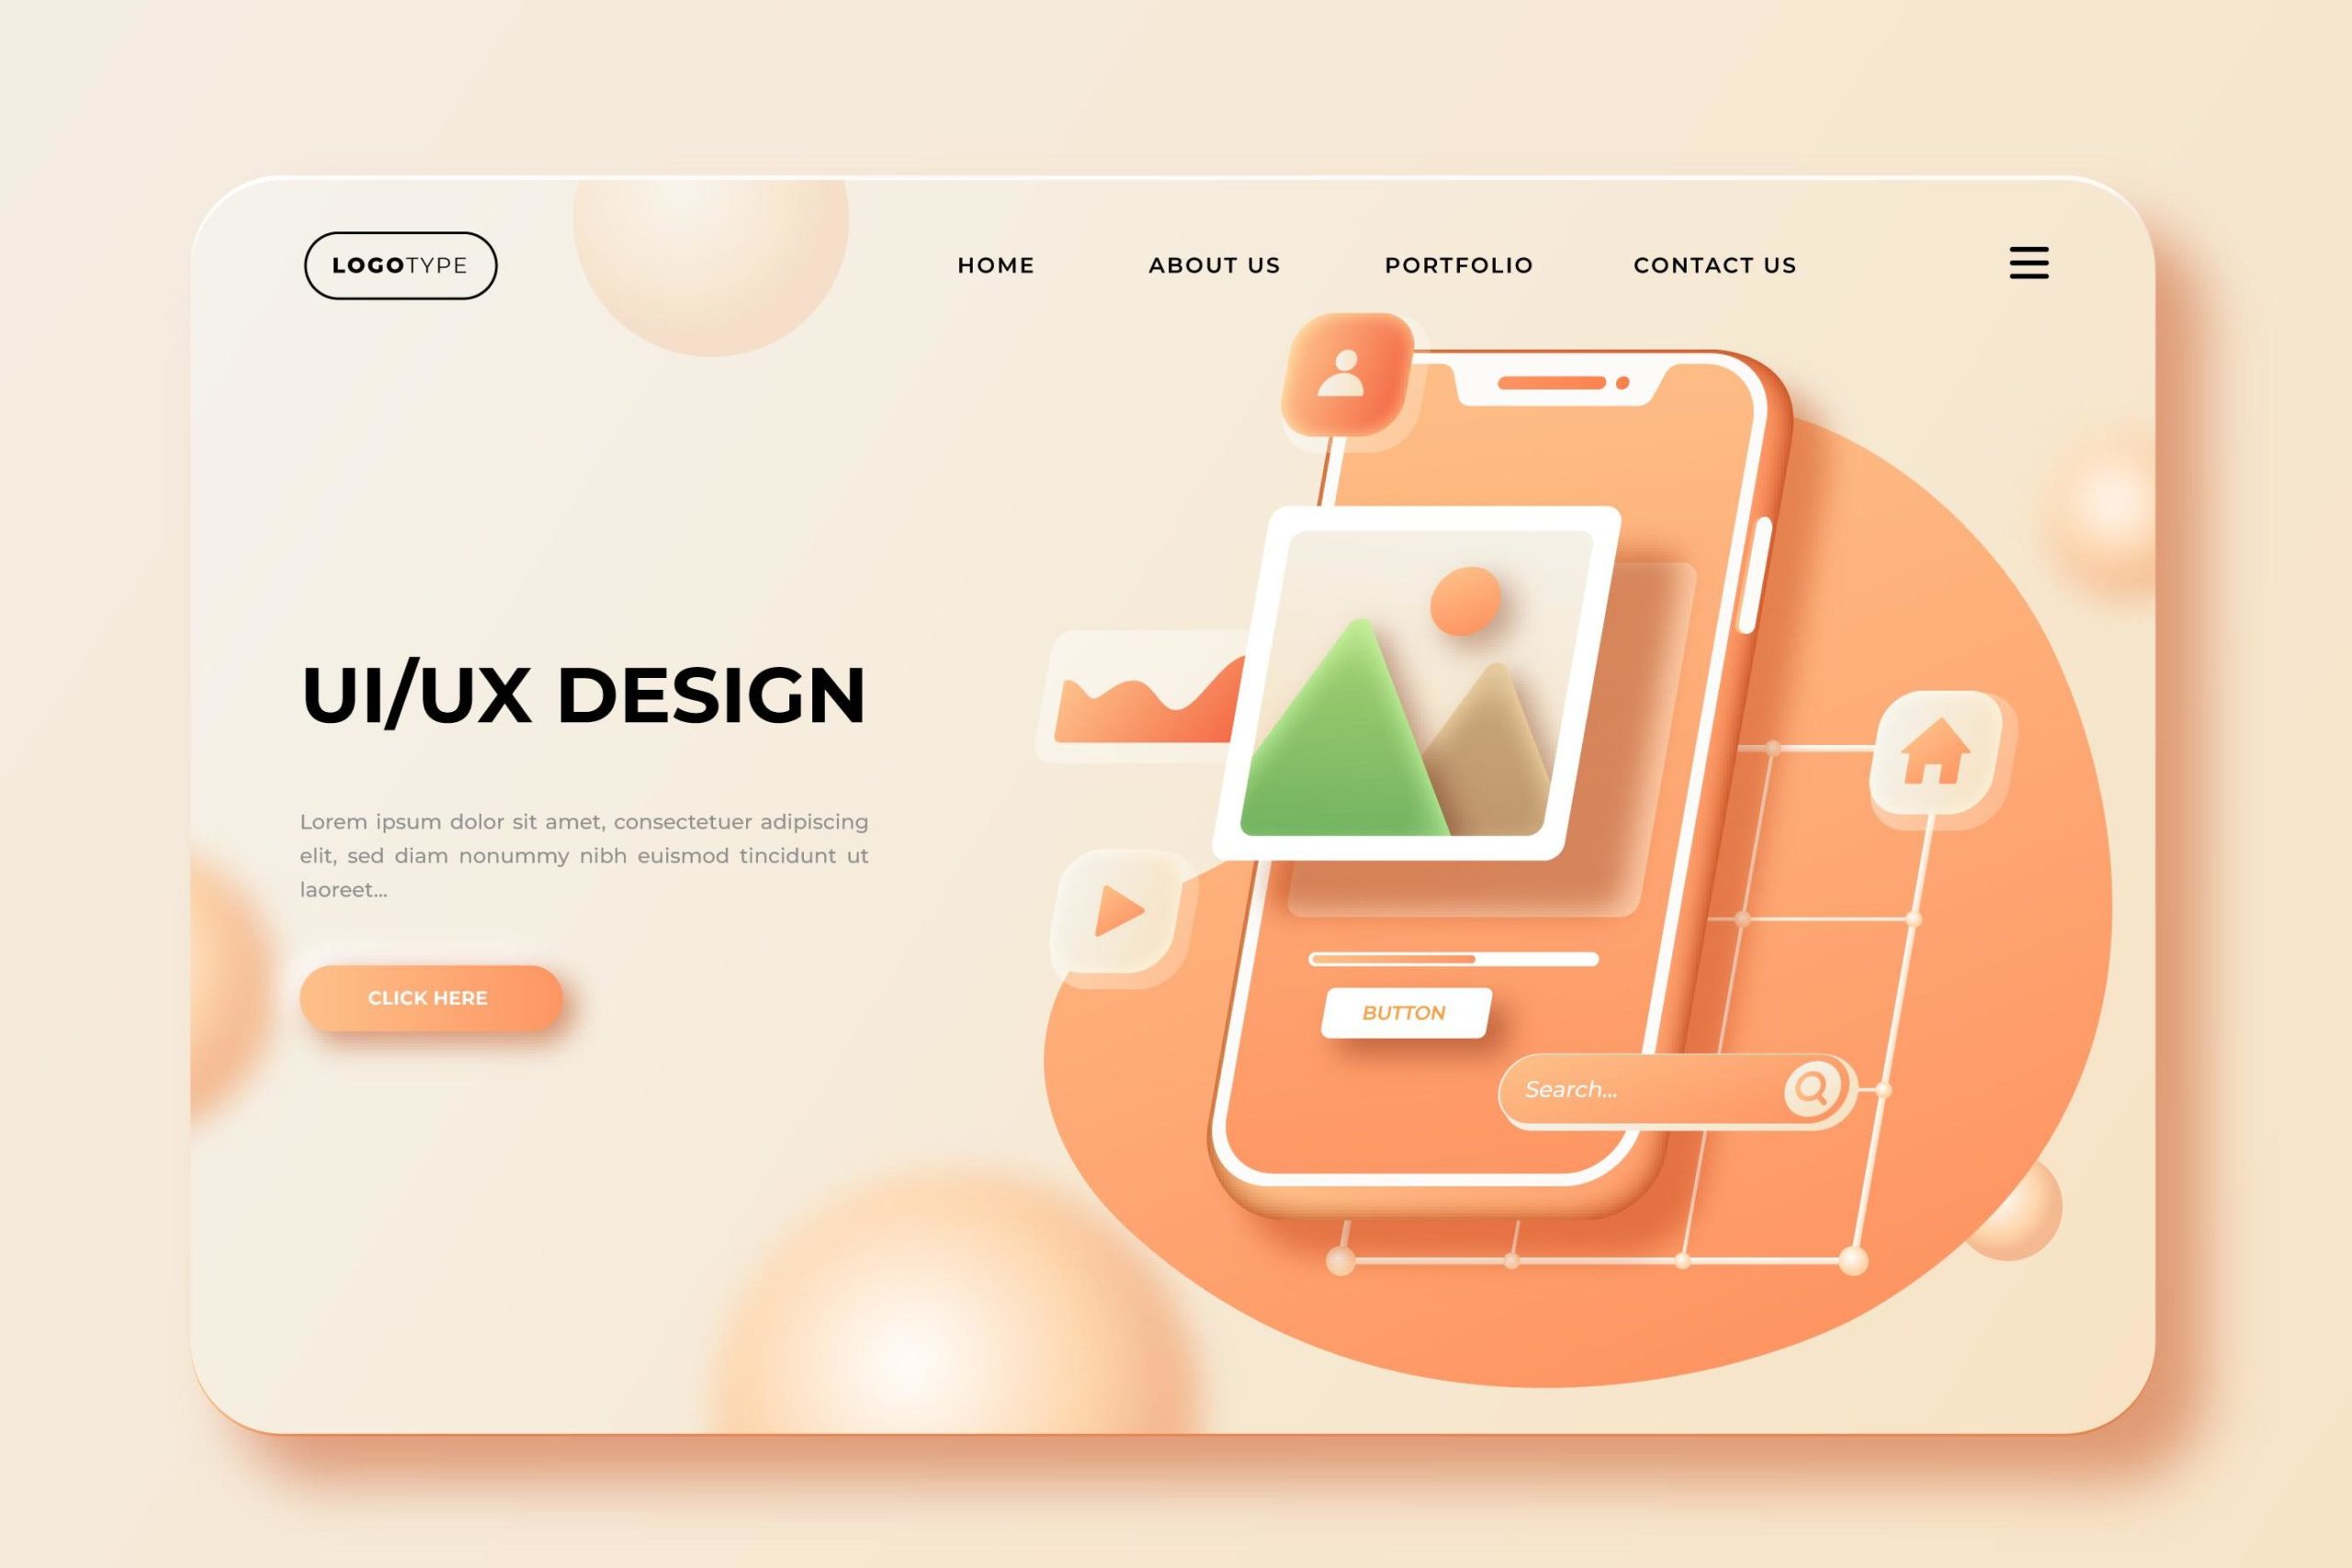 LOGOTYPE
HOME
ABOUT US
PORTFOLIO
CONTACT US
UI/UX DESIGN
Lorem ipsum dolor sit amet, consectetuer adipiscing
elit, sed diam nonummy nibh euismod tincidunt ut
laoreet...
CLICK HERE
BUTTON
Search...